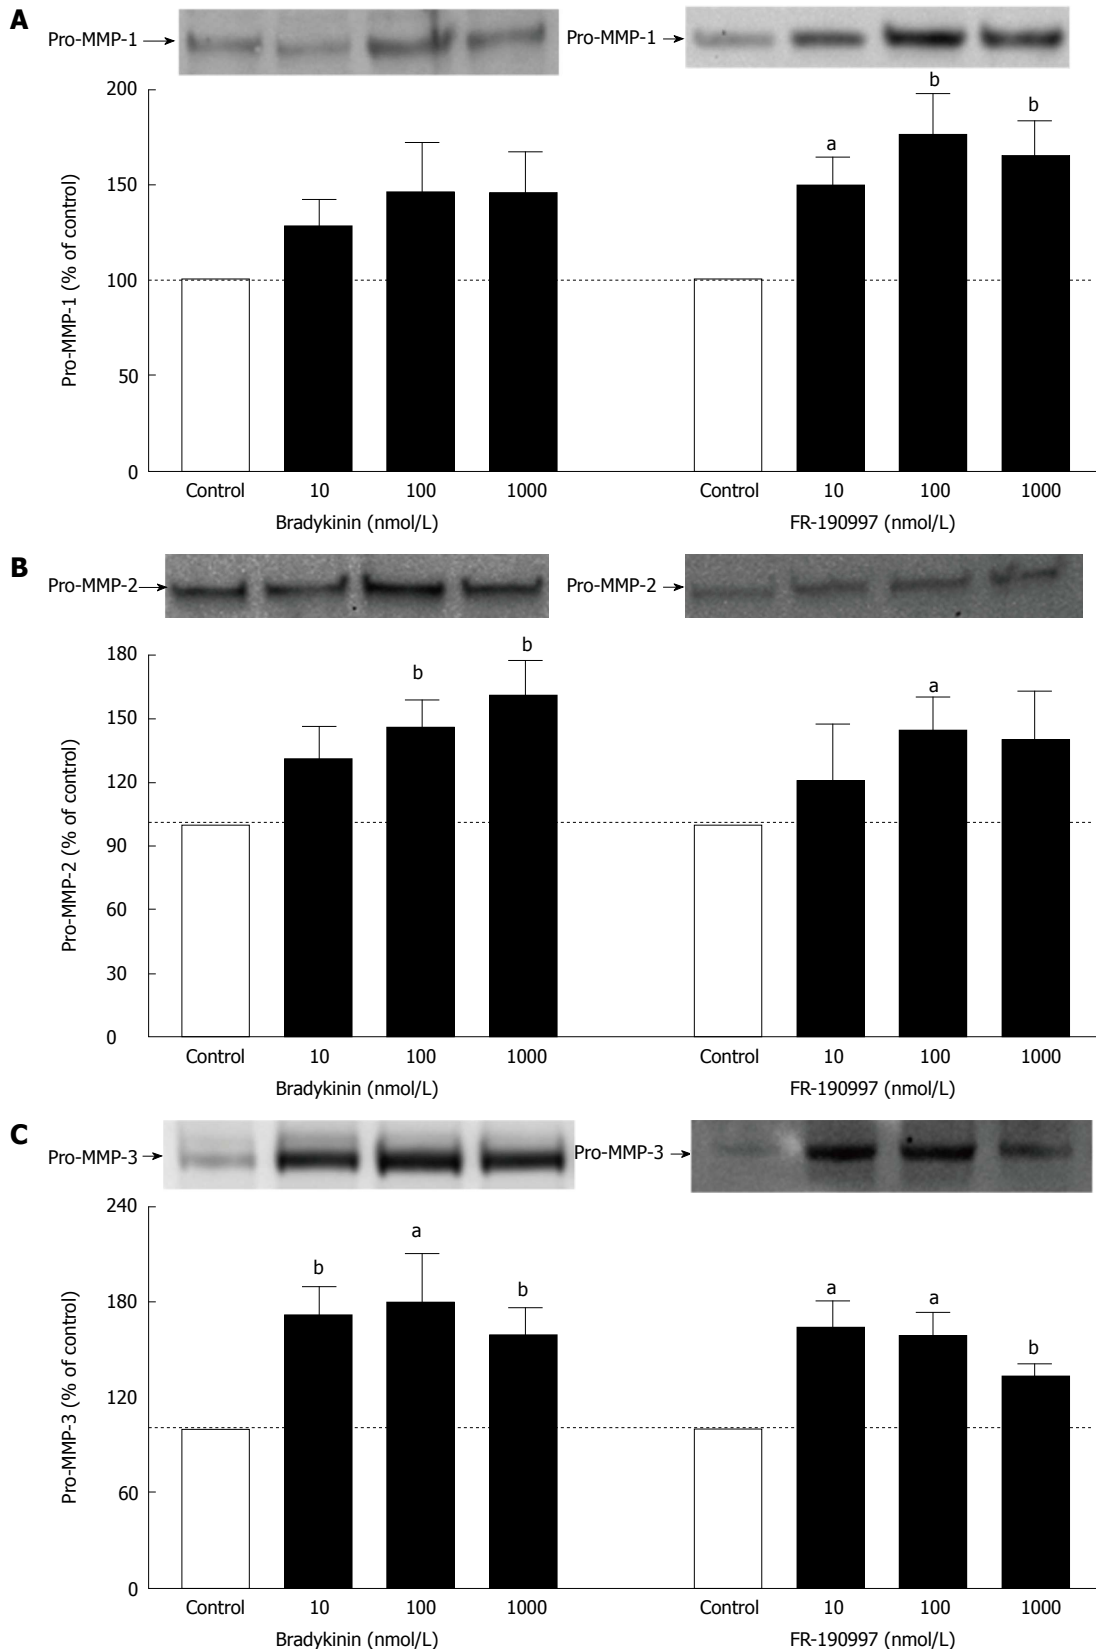 A
Pro-MMP-1
Pro-MMP-1
Pro-MMP-1 (% of control)
200
150
100
50
0
a
b
b
Control 10 100 1000 Control 10 100 1000
Bradykinin (nmol/L) FR-190997 (nmol/L)
B
Pro-MMP-2
Pro-MMP-2
Pro-MMP-2 (% of control)
180
150
120
90
60
30
0
b
b
a
Control 10 100 1000 Control 10 100 1000
Bradykinin (nmol/L) FR-190997 (nmol/L)
C
Pro-MMP-3
Pro-MMP-3
Pro-MMP-3 (% of control)
240
180
120
60
0
b
a
b
a
a
b
Control 10 100 1000 Control 10 100 1000
Bradykinin (nmol/L) FR-190997 (nmol/L)